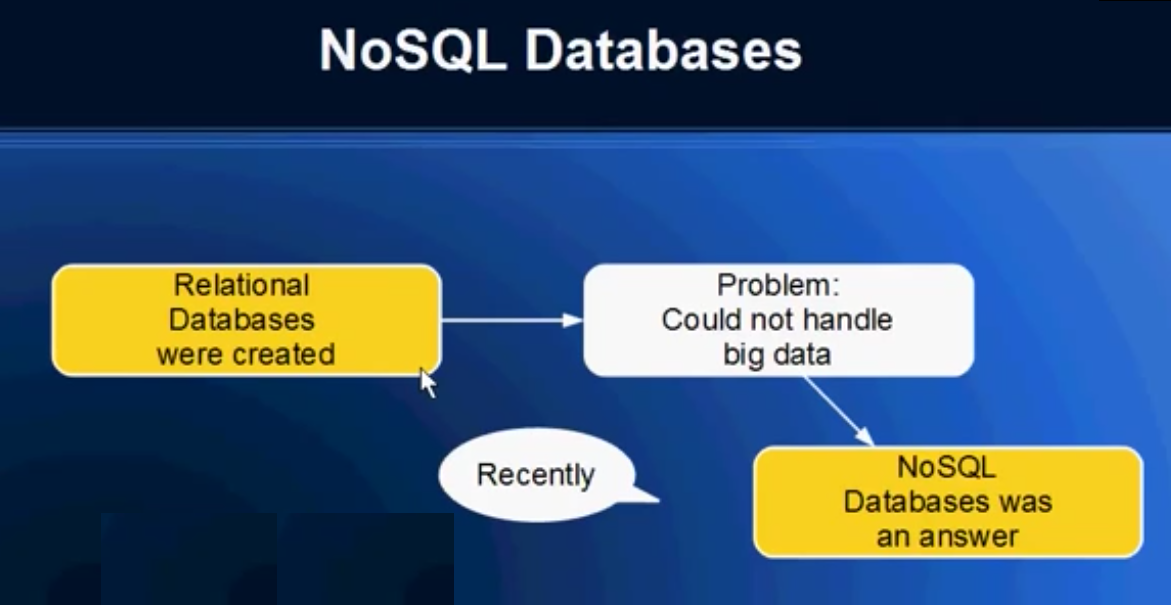 NoSQL Databases
Relational
Databases
were created
Problem:
Could not handle
big data
Recently
NoSQL
Databases was
an answer